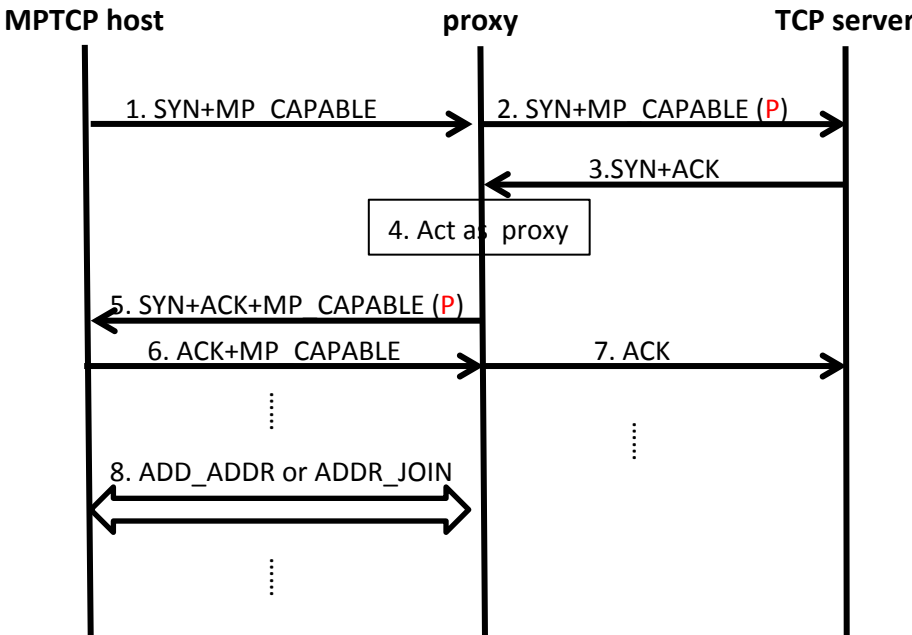 MPTCP host
proxy
TCP server
1. SYN+MP_CAPABLE
2. SYN+MP_CAPABLE (P)
3.SYN+ACK
4. Act as proxy
5. SYN+ACK+MP_CAPABLE (P)
6. ACK+MP_CAPABLE
7. ACK
8. ADD_ADDR or ADDR_JOIN